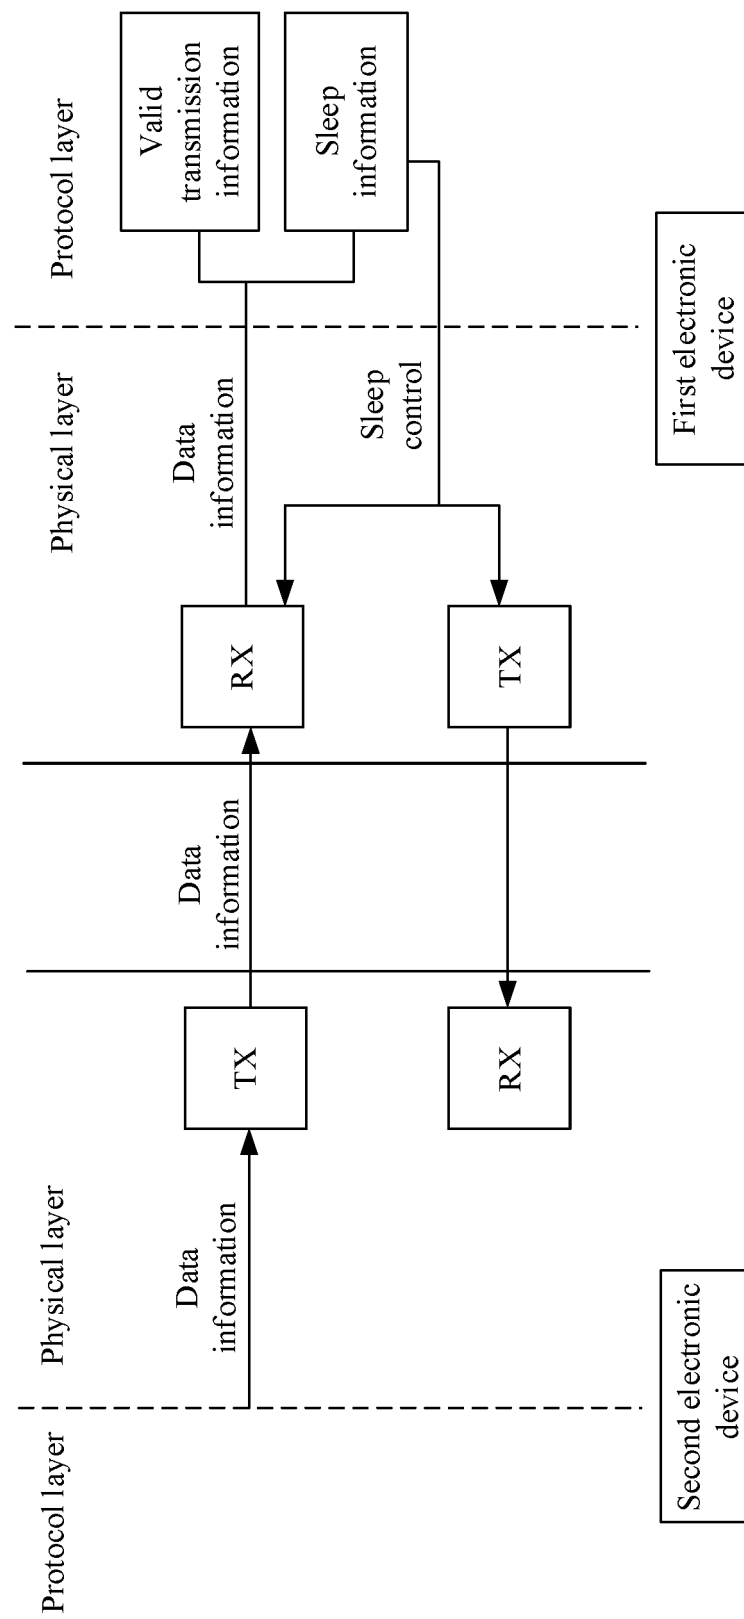 Protocol layer
Physical layer
Physical layer
Protocol layer
Data
information
TX
Data
information
RX
Data
information
Valid
transmission
information
Sleep
information
RX
TX
Sleep
control
Second electronic
device
First electronic
device